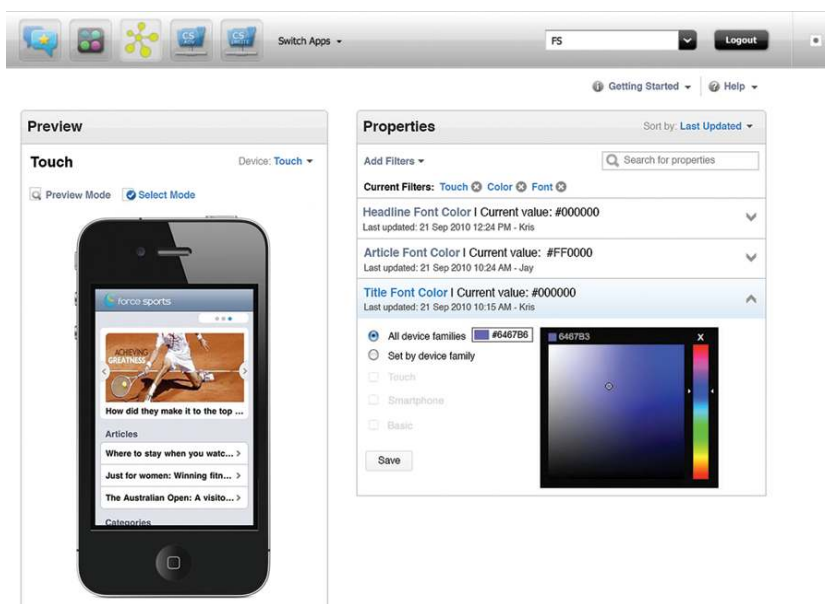 CS
ADV
CS
SMITE
Switch Apps
FS
Logout
Getting Started
Help
Preview
Touch
Device: Touch
Preview Mode
Select Mode
force sports
ACHIEVING
GREATNESS
How did they make it to the top ...
Articles
Where to stay when you watc...
Just for women: Winning fitn...
The Australian Open: A visito...
Categories
Properties
Sort by: Last Updated
Add Filters
Search for properties
Current Filters: Touch Color Font
Headline Font Color I Current value: #000000
Last updated: 21 Sep 2010 12:24 PM - Kris
Article Font Color I Current value: #FF0000
Last updated: 21 Sep 2010 10:24 AM - Jay
Title Font Color I Current value: #000000
Last updated: 21 Sep 2010 10:15 AM - Kris
All device families #6467B6
Set by device family
Touch
Smartphone
Basic
Save
6467B3 X